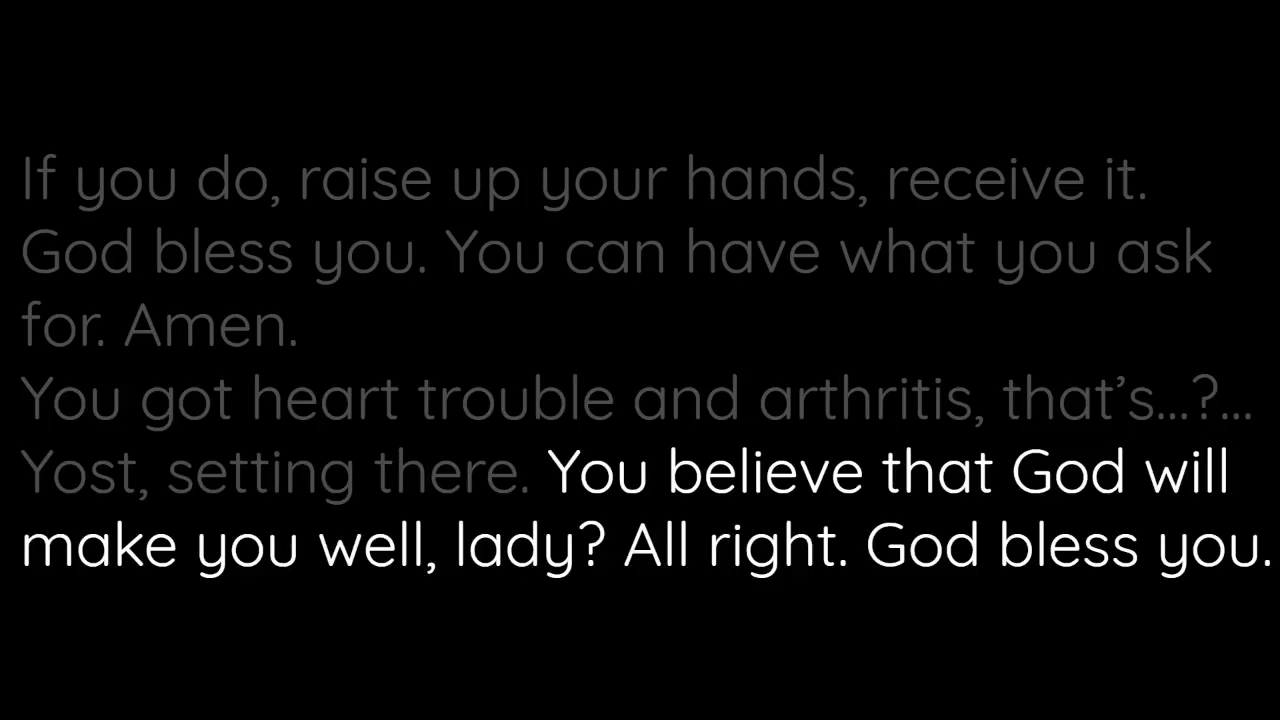 If you do, raise up your hands, receive it.
God bless you. You can have what you ask
for. Amen.
You got heart trouble and arthritis, that’s...?...
Yost, setting there. You believe that God will
make you well, lady? All right. God bless you.